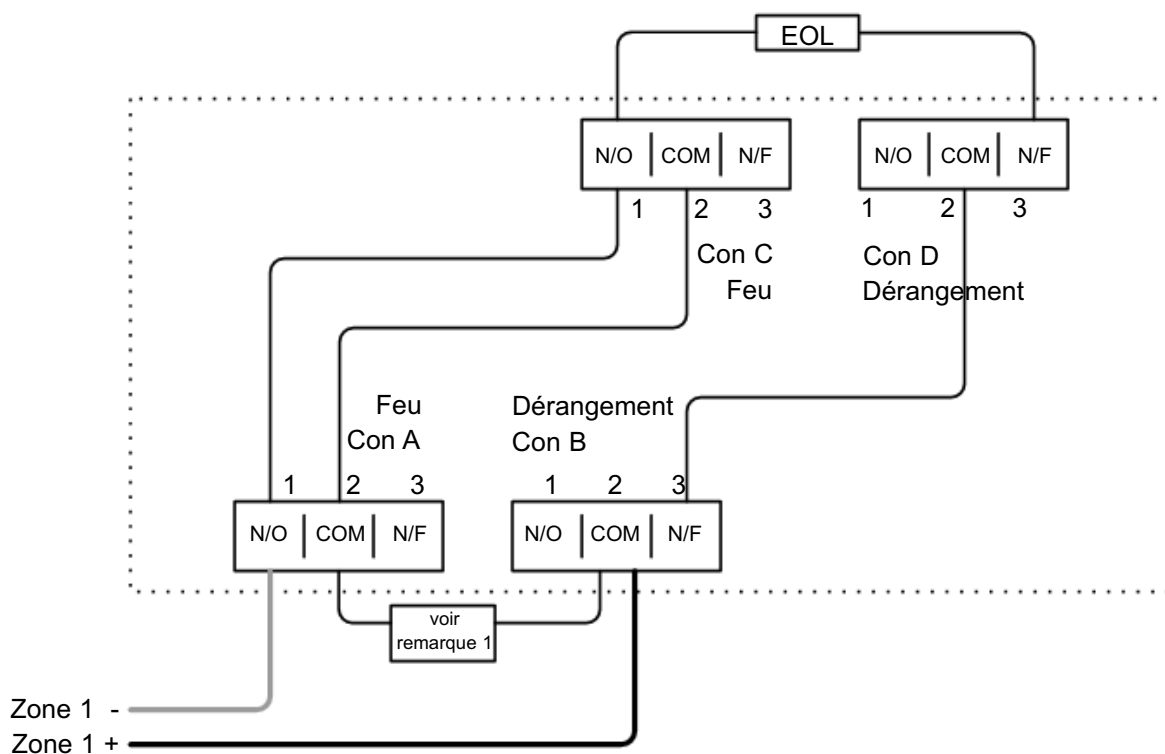 EOL
N/O COM N/F
N/O COM N/F
1 2 3
1 2 3
Con C
Feu
Con D
Dérangement
Feu
Con A
Dérangement
Con B
1 2 3
1 2 3
N/O COM N/F
N/O COM N/F
voir
remarque 1
Zone 1 -
Zone 1 +